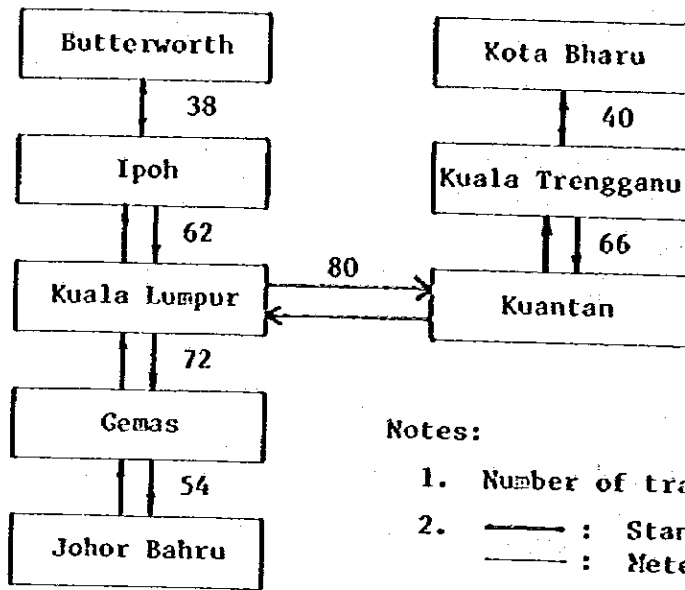 Butterworth
38
Ipoh
62
Kuala Lumpur
72
Gemas
54
Johor Bahru
80
Kota Bharu
40
Kuala Trengganu
66
Kuantan
Notes:
1. Number of tra
2. : Stan
: Mete